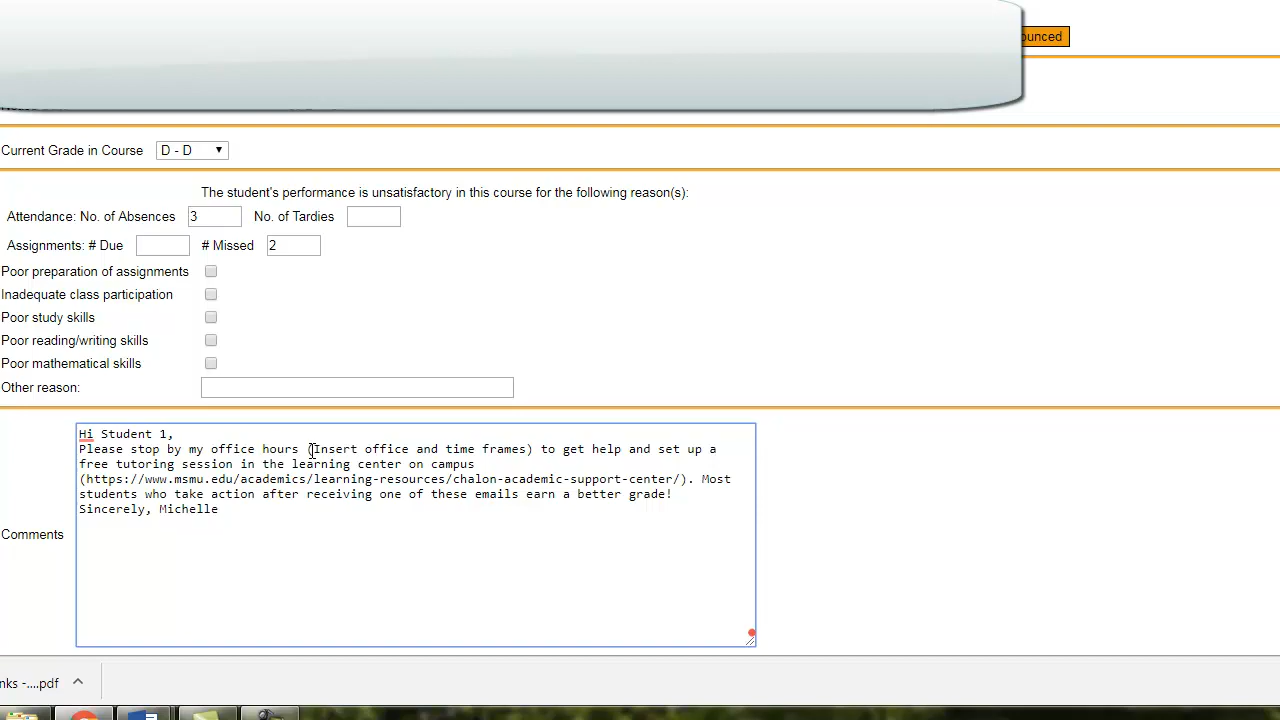 ounced
Current Grade in Course D - D
The student's performance is unsatisfactory in this course for the following reason(s):
Attendance: No. of Absences 3 No. of Tardies
Assignments: # Due # Missed 2
Poor preparation of assignments
Inadequate class participation
Poor study skills
Poor reading/writing skills
Poor mathematical skills
Other reason:
Hi Student 1,
Please stop by my office hours (Insert office and time frames) to get help and set up a
free tutoring session in the learning center on campus
(https://www.msmu.edu/academics/learning-resources/chalon-academic-support-center/). Most
students who take action after receiving one of these emails earn a better grade!
Sincerely, Michelle
Comments
nks -....pdf